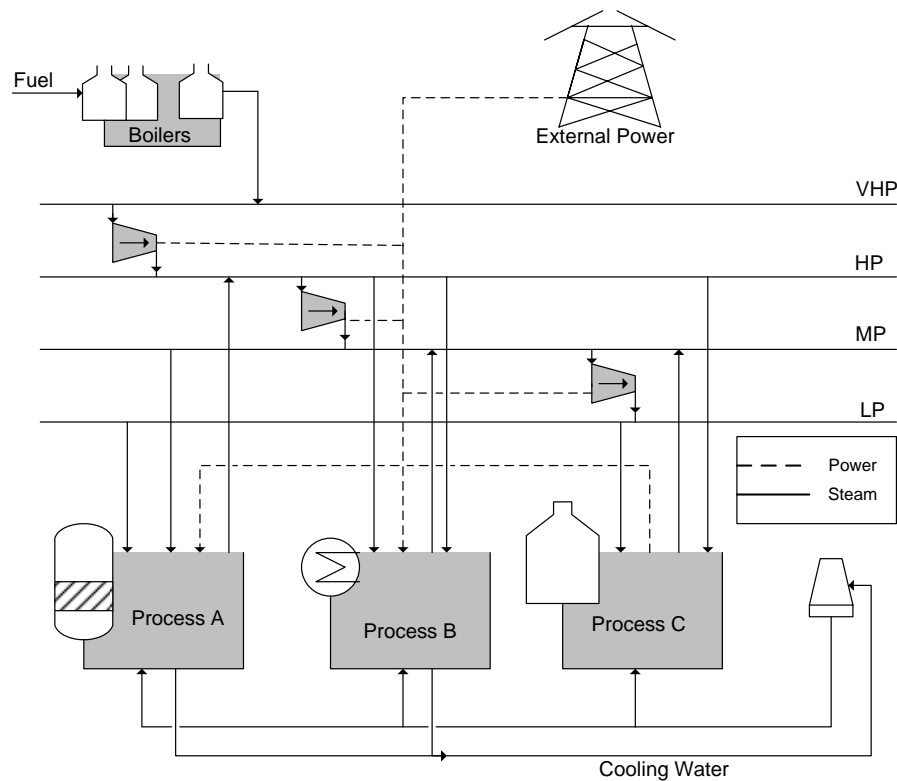 Fuel
Boilers
External Power
VHP
HP
MP
LP
Power
Steam
Process A
Process B
Process C
Cooling Water